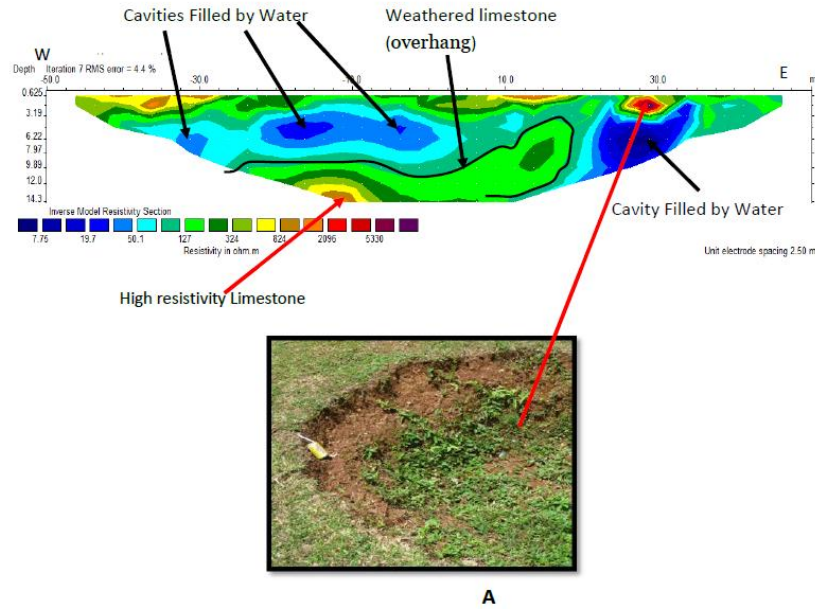 Cavities Filled by Water
Weathered limestone
(overhang)
W
E
Depth Iteration 7 RMS error = 4.4 %
-50.0 -30.0 -10.0 10.0 30.0 m
0.625
3.19
6.22
7.97
9.89
12.0
14.3
Cavity Filled by Water
Inverse Model Resistivity Section
7.75 19.7 50.1 127 324 824 2096 5330
Resistivity in ohm.m
Unit electrode spacing 2.50 m
High resistivity Limestone
A